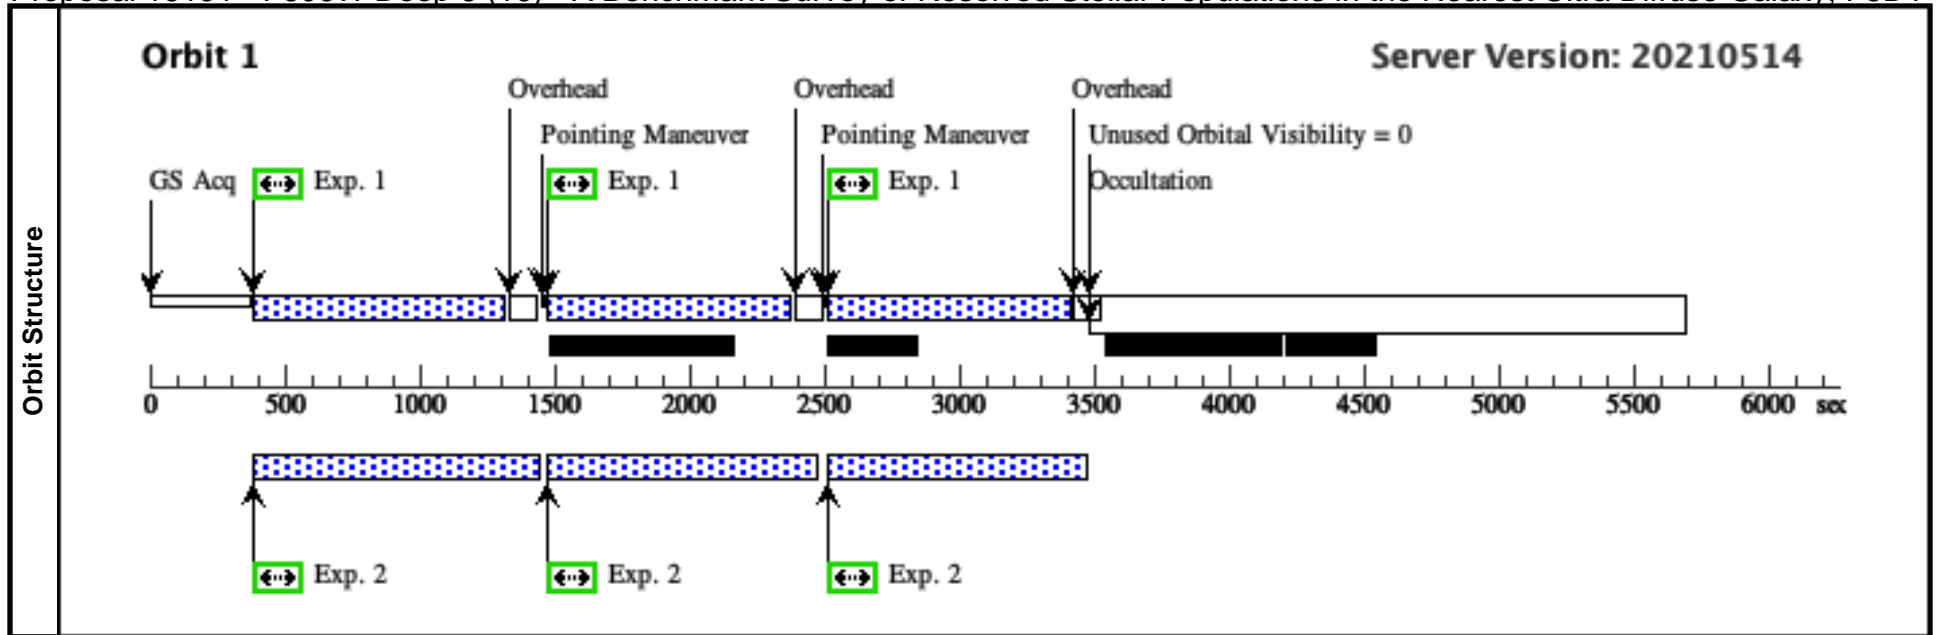 Orbit 1
Server Version: 20210514
Overhead Overhead Overhead
Pointing Maneuver Pointing Maneuver Unused Orbital Visibility = 0
GS Acq Exp. 1 Exp. 1 Exp. 1 Occultation
Orbit Structure
0 500 1000 1500 2000 2500 3000 3500 4000 4500 5000 5500 6000 sec
Exp. 2 Exp. 2 Exp. 2